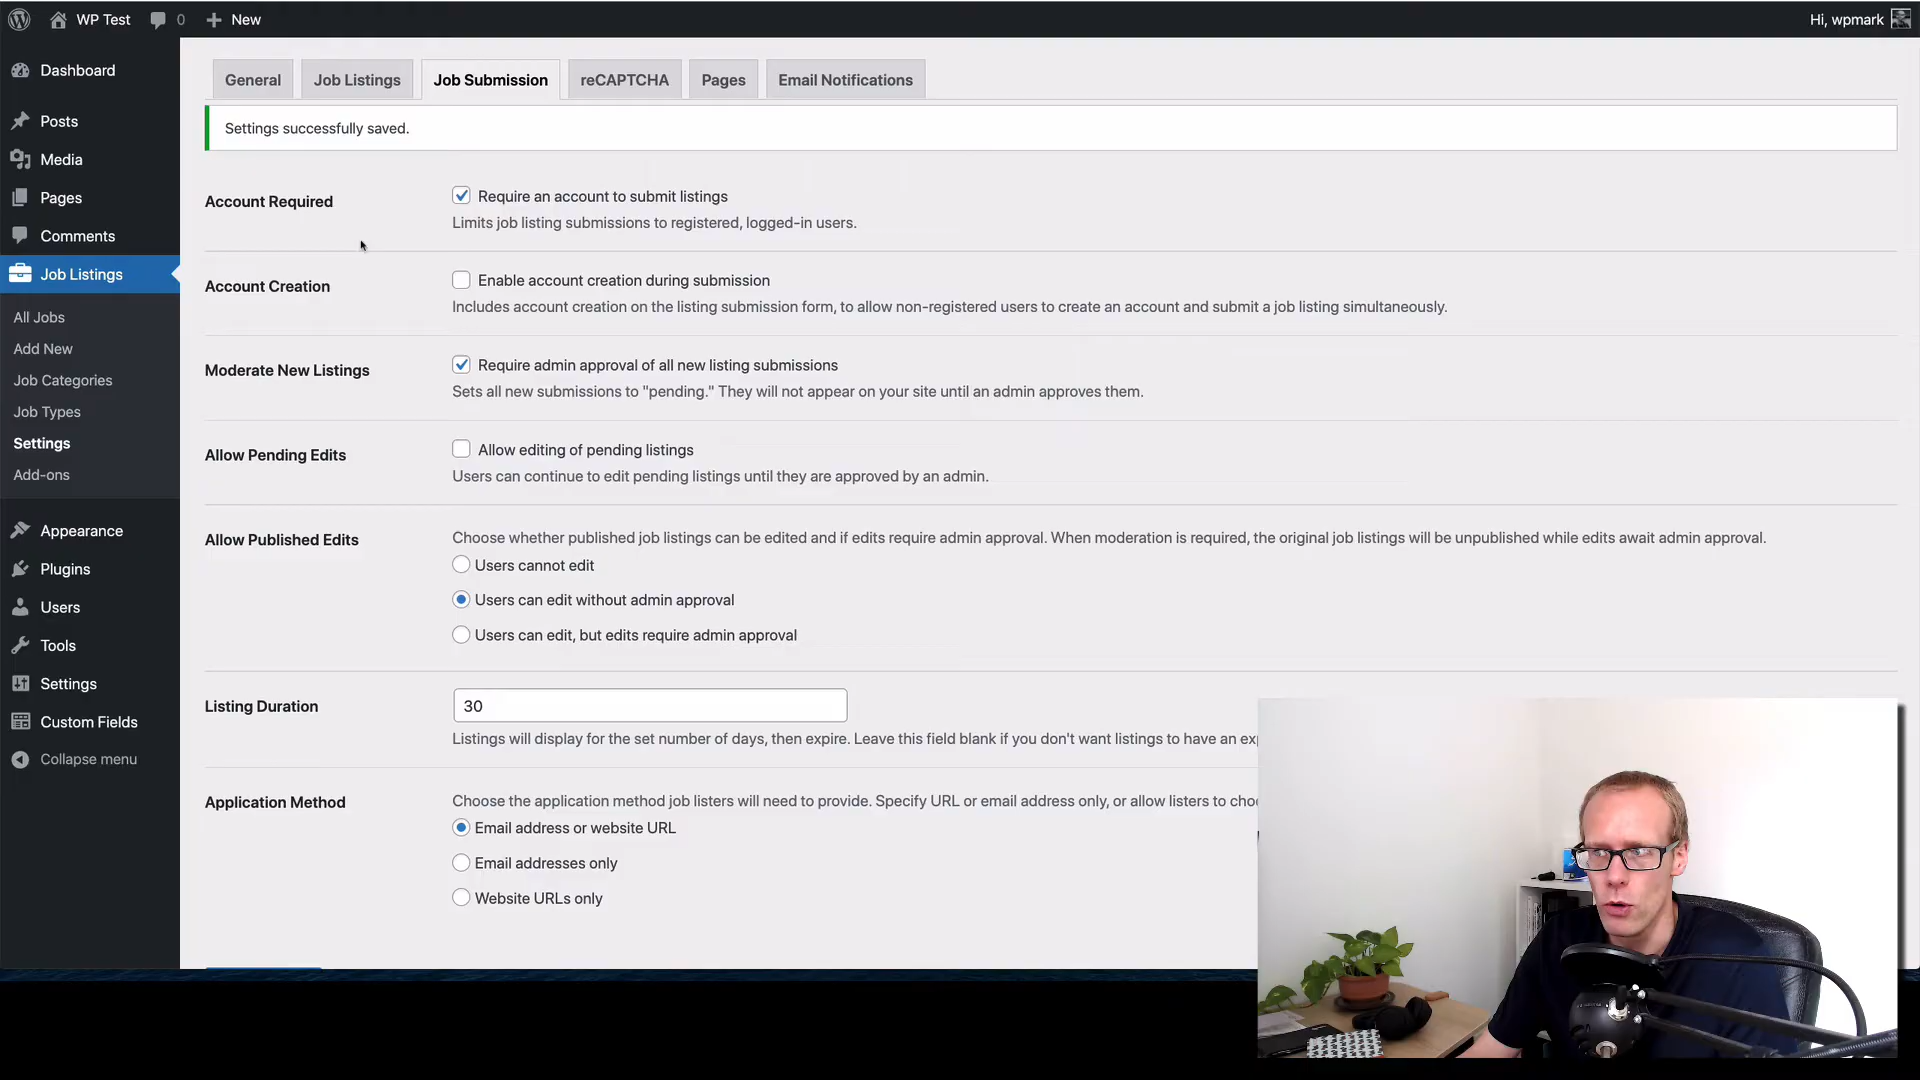 WP Test 0 New Hi, wpmark
Dashboard
Posts
Media
Pages
Comments
Job Listings
All Jobs
Add New
Job Categories
Job Types
Settings
Add-ons
Appearance
Plugins
Users
Tools
Settings
Custom Fields
Collapse menu
General Job Listings Job Submission reCAPTCHA Pages Email Notifications
Settings successfully saved.
Account Required
Require an account to submit listings
Limits job listing submissions to registered, logged-in users.
Account Creation
Enable account creation during submission
Includes account creation on the listing submission form, to allow non-registered users to create an account and submit a job listing simultaneously.
Moderate New Listings
Require admin approval of all new listing submissions
Sets all new submissions to "pending." They will not appear on your site until an admin approves them.
Allow Pending Edits
Allow editing of pending listings
Users can continue to edit pending listings until they are approved by an admin.
Allow Published Edits
Choose whether published job listings can be edited and if edits require admin approval. When moderation is required, the original job listings will be unpublished while edits await admin approval.
Users cannot edit
Users can edit without admin approval
Users can edit, but edits require admin approval
Listing Duration
30
Listings will display for the set number of days, then expire. Leave this field blank if you don't want listings to have an
Application Method
Choose the application method job listers will need to provide. Specify URL or email address only, or allow listers to
Email address or website URL
Email addresses only
Website URLs only